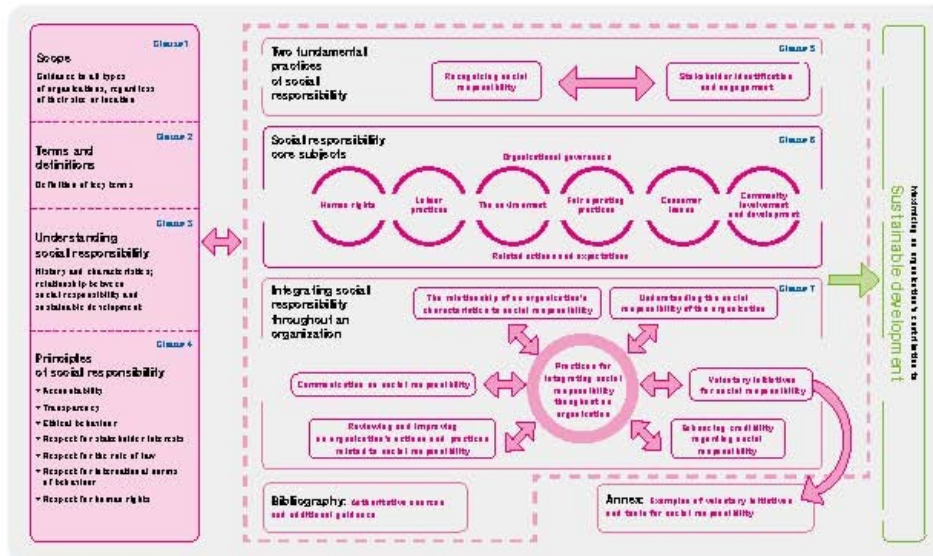 Clause 1
Scope
Guidance to all types
of organizations, regardless
of their size or location
Clause 2
Terms and
definitions
Definition of key terms
Clause 3
Understanding
social responsibility
History and characteristics;
relationship between
social responsibility and
sustainable development
Clause 4
Principles
of social responsibility
• Accountability
• Transparency
• Ethical behaviour
• Respect for stakeholder interests
• Respect for the rule of law
• Respect for international norms
of behaviour
• Respect for human rights
Two fundamental
practices
of social
responsibility
Clause 5
Recognizing social
responsibility
Stakeholder identification
and engagement
Social responsibility
core subjects
Clause 6
Organizational governance
Human rights
Labour
practices
The environment
Fair operating
practices
Consumer
issues
Community
involvement
and development
Related actions and expectations
Integrating social
responsibility
throughout an
organization
Clause 7
The relationship of an organization's
characteristics to social responsibility
Understanding the social
responsibility of the organization
Practices for
integrating social
responsibility
throughout an
organization
Communication on social responsibility
Voluntary initiatives
for social responsibility
Reviewing and improving
an organization's actions and practices
related to social responsibility
Enhancing credibility
regarding social
responsibility
Bibliography: Authoritative sources
and additional guidance
Annex: Examples of voluntary initiatives
and tools for social responsibility
Maximizing an organization's contribution to
Sustainable development